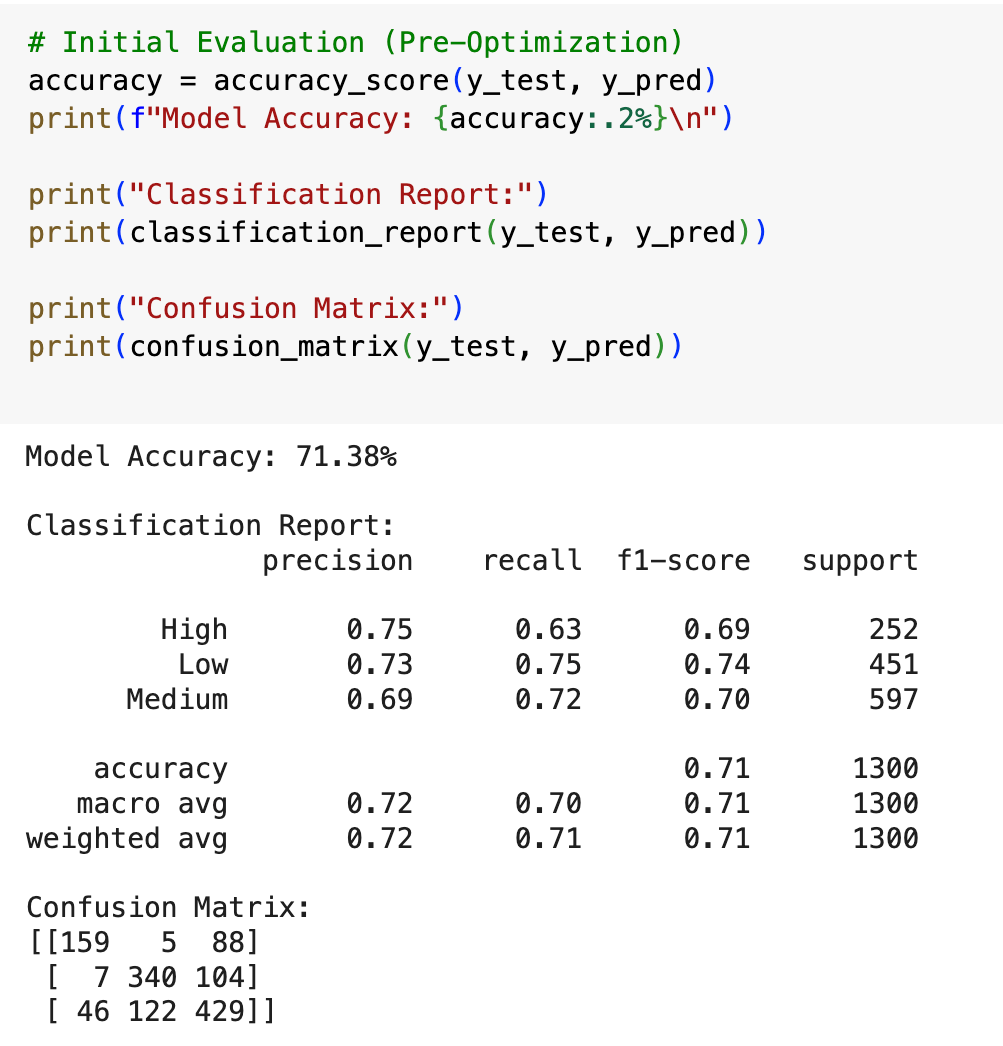 # Initial Evaluation (Pre-Optimization)
accuracy = accuracy_score(y_test, y_pred)
print(f"Model Accuracy: {accuracy:.2%}\n")
print("Classification Report:")
print(classification_report(y_test, y_pred))
print("Confusion Matrix:")
print(confusion_matrix(y_test, y_pred))
Model Accuracy: 71.38%
Classification Report:
precision recall f1-score support
High 0.75 0.63 0.69 252
Low 0.73 0.75 0.74 451
Medium 0.69 0.72 0.70 597
accuracy 0.71 1300
macro avg 0.72 0.70 0.71 1300
weighted avg 0.72 0.71 0.71 1300
Confusion Matrix:
[[159 5 88]
[ 7 340 104]
[ 46 122 429]]